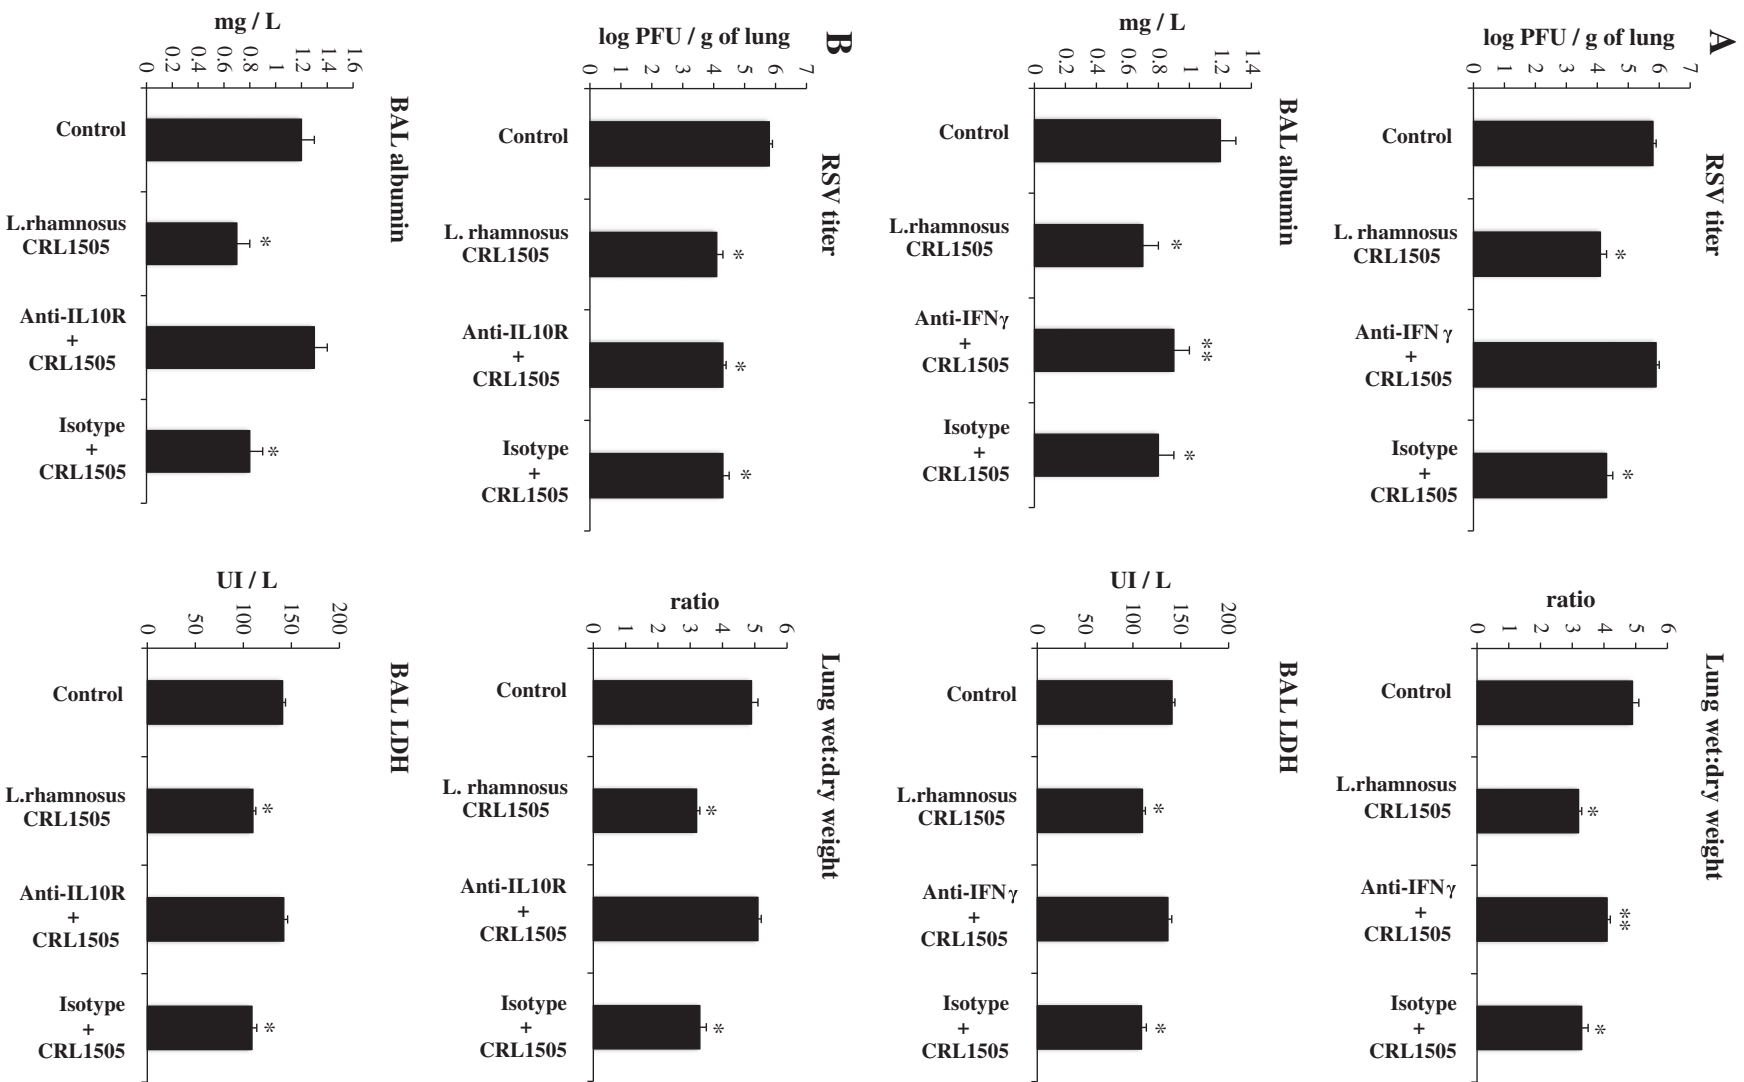 A
RSV titer
log PFU / g of lung
7
6
5
4
3
2
1
0
*
*
Control
L. rhamnosus
CRL1505
Anti-IFN γ
+
CRL1505
Isotype
+
CRL1505
Lung wet:dry weight
ratio
6
5
4
3
2
1
0
*
**
*
Control
L. rhamnosus
CRL1505
Anti-IFNγ
+
CRL1505
Isotype
+
CRL1505
BAL albumin
mg / L
1.4
1.2
1
0.8
0.6
0.4
0.2
0
*
**
*
Control
L.rhamnosus
CRL1505
Anti-IFNγ
+
CRL1505
Isotype
+
CRL1505
BAL LDH
UI / L
200
150
100
50
0
*
*
Control
L.rhamnosus
CRL1505
Anti-IFNγ
+
CRL1505
Isotype
+
CRL1505
B
RSV titer
log PFU / g of lung
7
6
5
4
3
2
1
0
*
*
*
Control
L. rhamnosus
CRL1505
Anti-IL10R
+
CRL1505
Isotype
+
CRL1505
Lung wet:dry weight
ratio
6
5
4
3
2
1
0
*
*
Control
L. rhamnosus
CRL1505
Anti-IL10R
+
CRL1505
Isotype
+
CRL1505
BAL albumin
mg / L
1.6
1.4
1.2
1
0.8
0.6
0.4
0.2
0
*
*
Control
L.rhamnosus
CRL1505
Anti-IL10R
+
CRL1505
Isotype
+
CRL1505
BAL LDH
UI / L
200
150
100
50
0
*
*
Control
L.rhamnosus
CRL1505
Anti-IL10R
+
CRL1505
Isotype
+
CRL1505